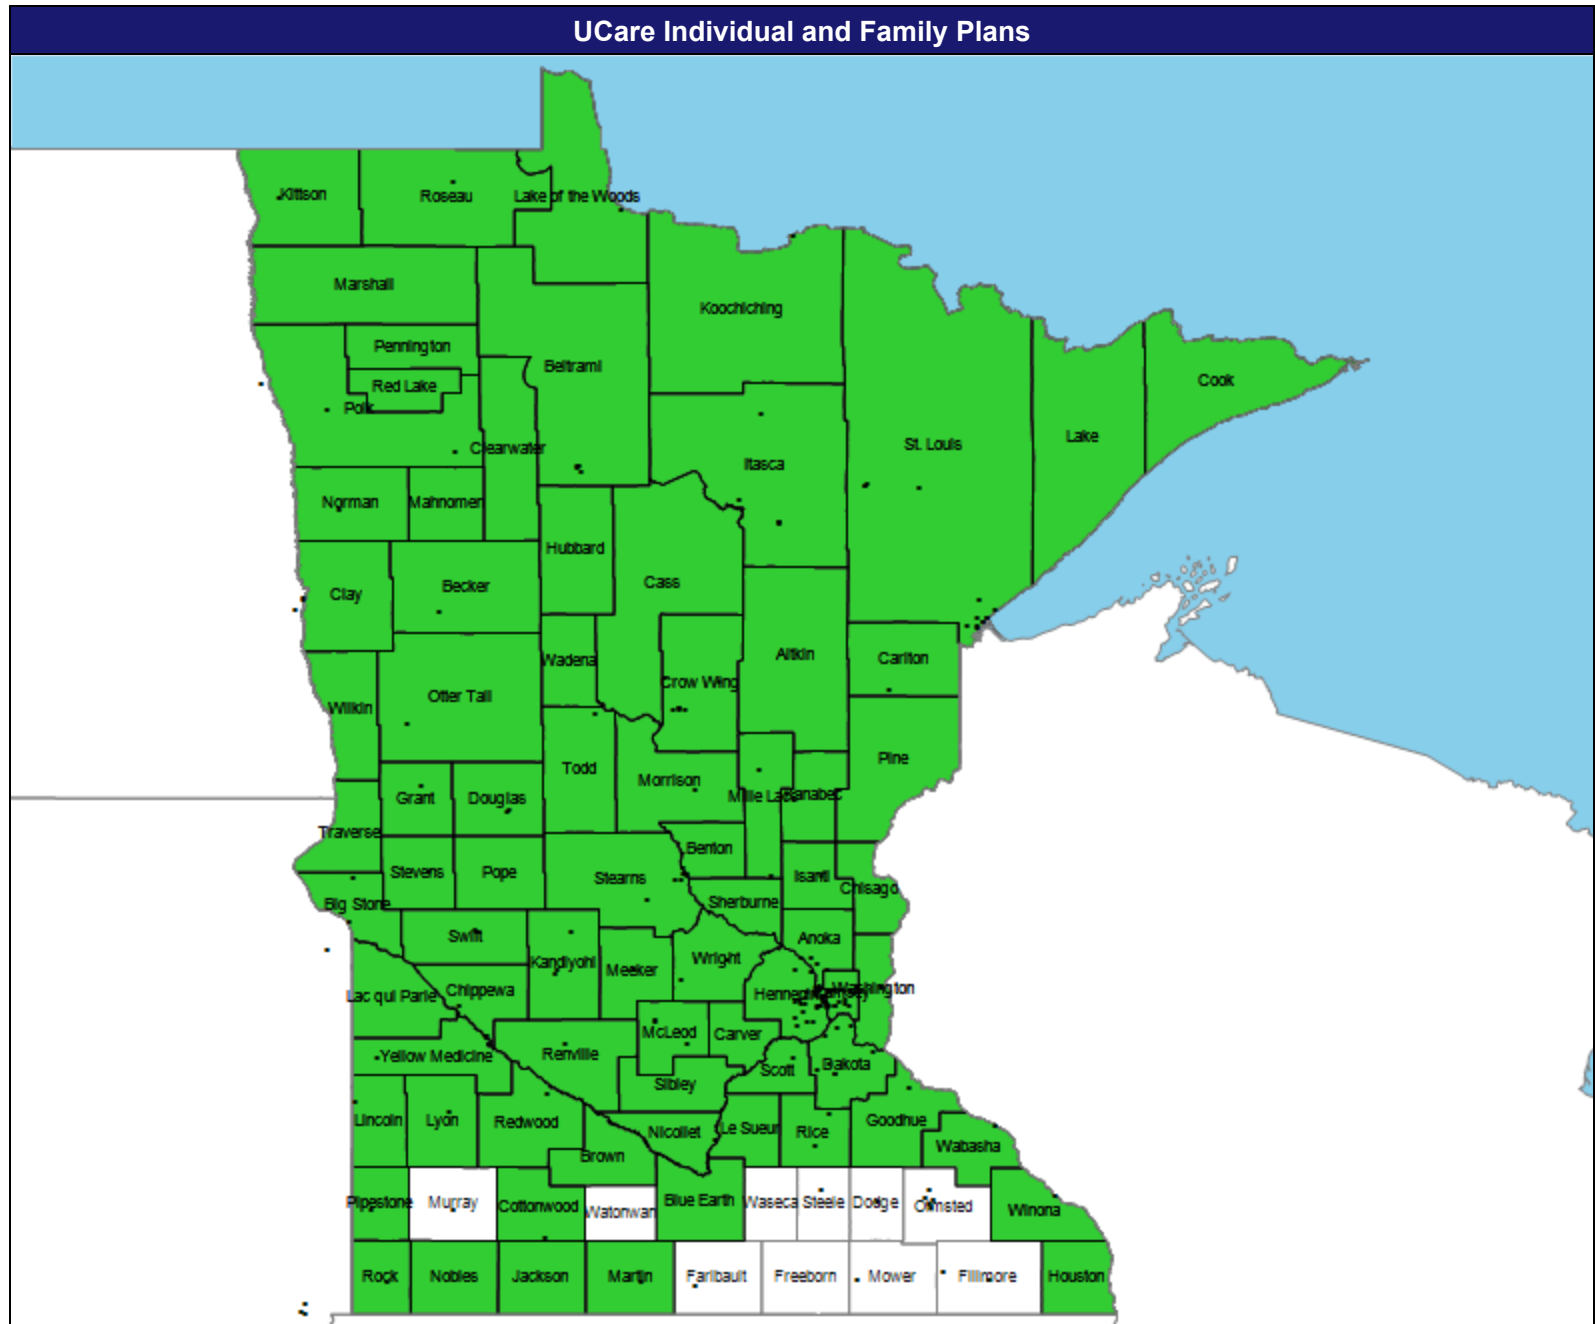 UCare Individual and Family Plans
Kittson
Roseau
Lake of the Woods
Marshall
Koochiching
Pennington
Beltrami
Red Lake
Cook
Polk
Clearwater
St. Louis
Lake
Itasca
Norman
Mahnomen
Hubbard
Cass
Clay
Becker
Wadena
Aitkin
Carlton
Crow Wing
Otter Tail
Wilkin
Pine
Todd
Morrison
Grant
Douglas
Mille Lacs
Kanabec
Traverse
Benton
Stevens
Pope
Stearns
Isanti
Chisago
Big Stone
Sherburne
Swift
Anoka
Kandiyohi
Meeker
Wright
Lac qui Parle
Chippewa
Hennepin
Ramsey
Washington
McLeod
Carver
Yellow Medicine
Renville
Scott
Dakota
Sibley
Lincoln
Lyon
Redwood
Nicollet
Le Sueur
Rice
Goodhue
Brown
Wabasha
Pipestone
Murray
Cottonwood
Watonwan
Blue Earth
Waseca
Steele
Dodge
Olmsted
Winona
Rock
Nobles
Jackson
Martin
Faribault
Freeborn
Mower
Fillmore
Houston